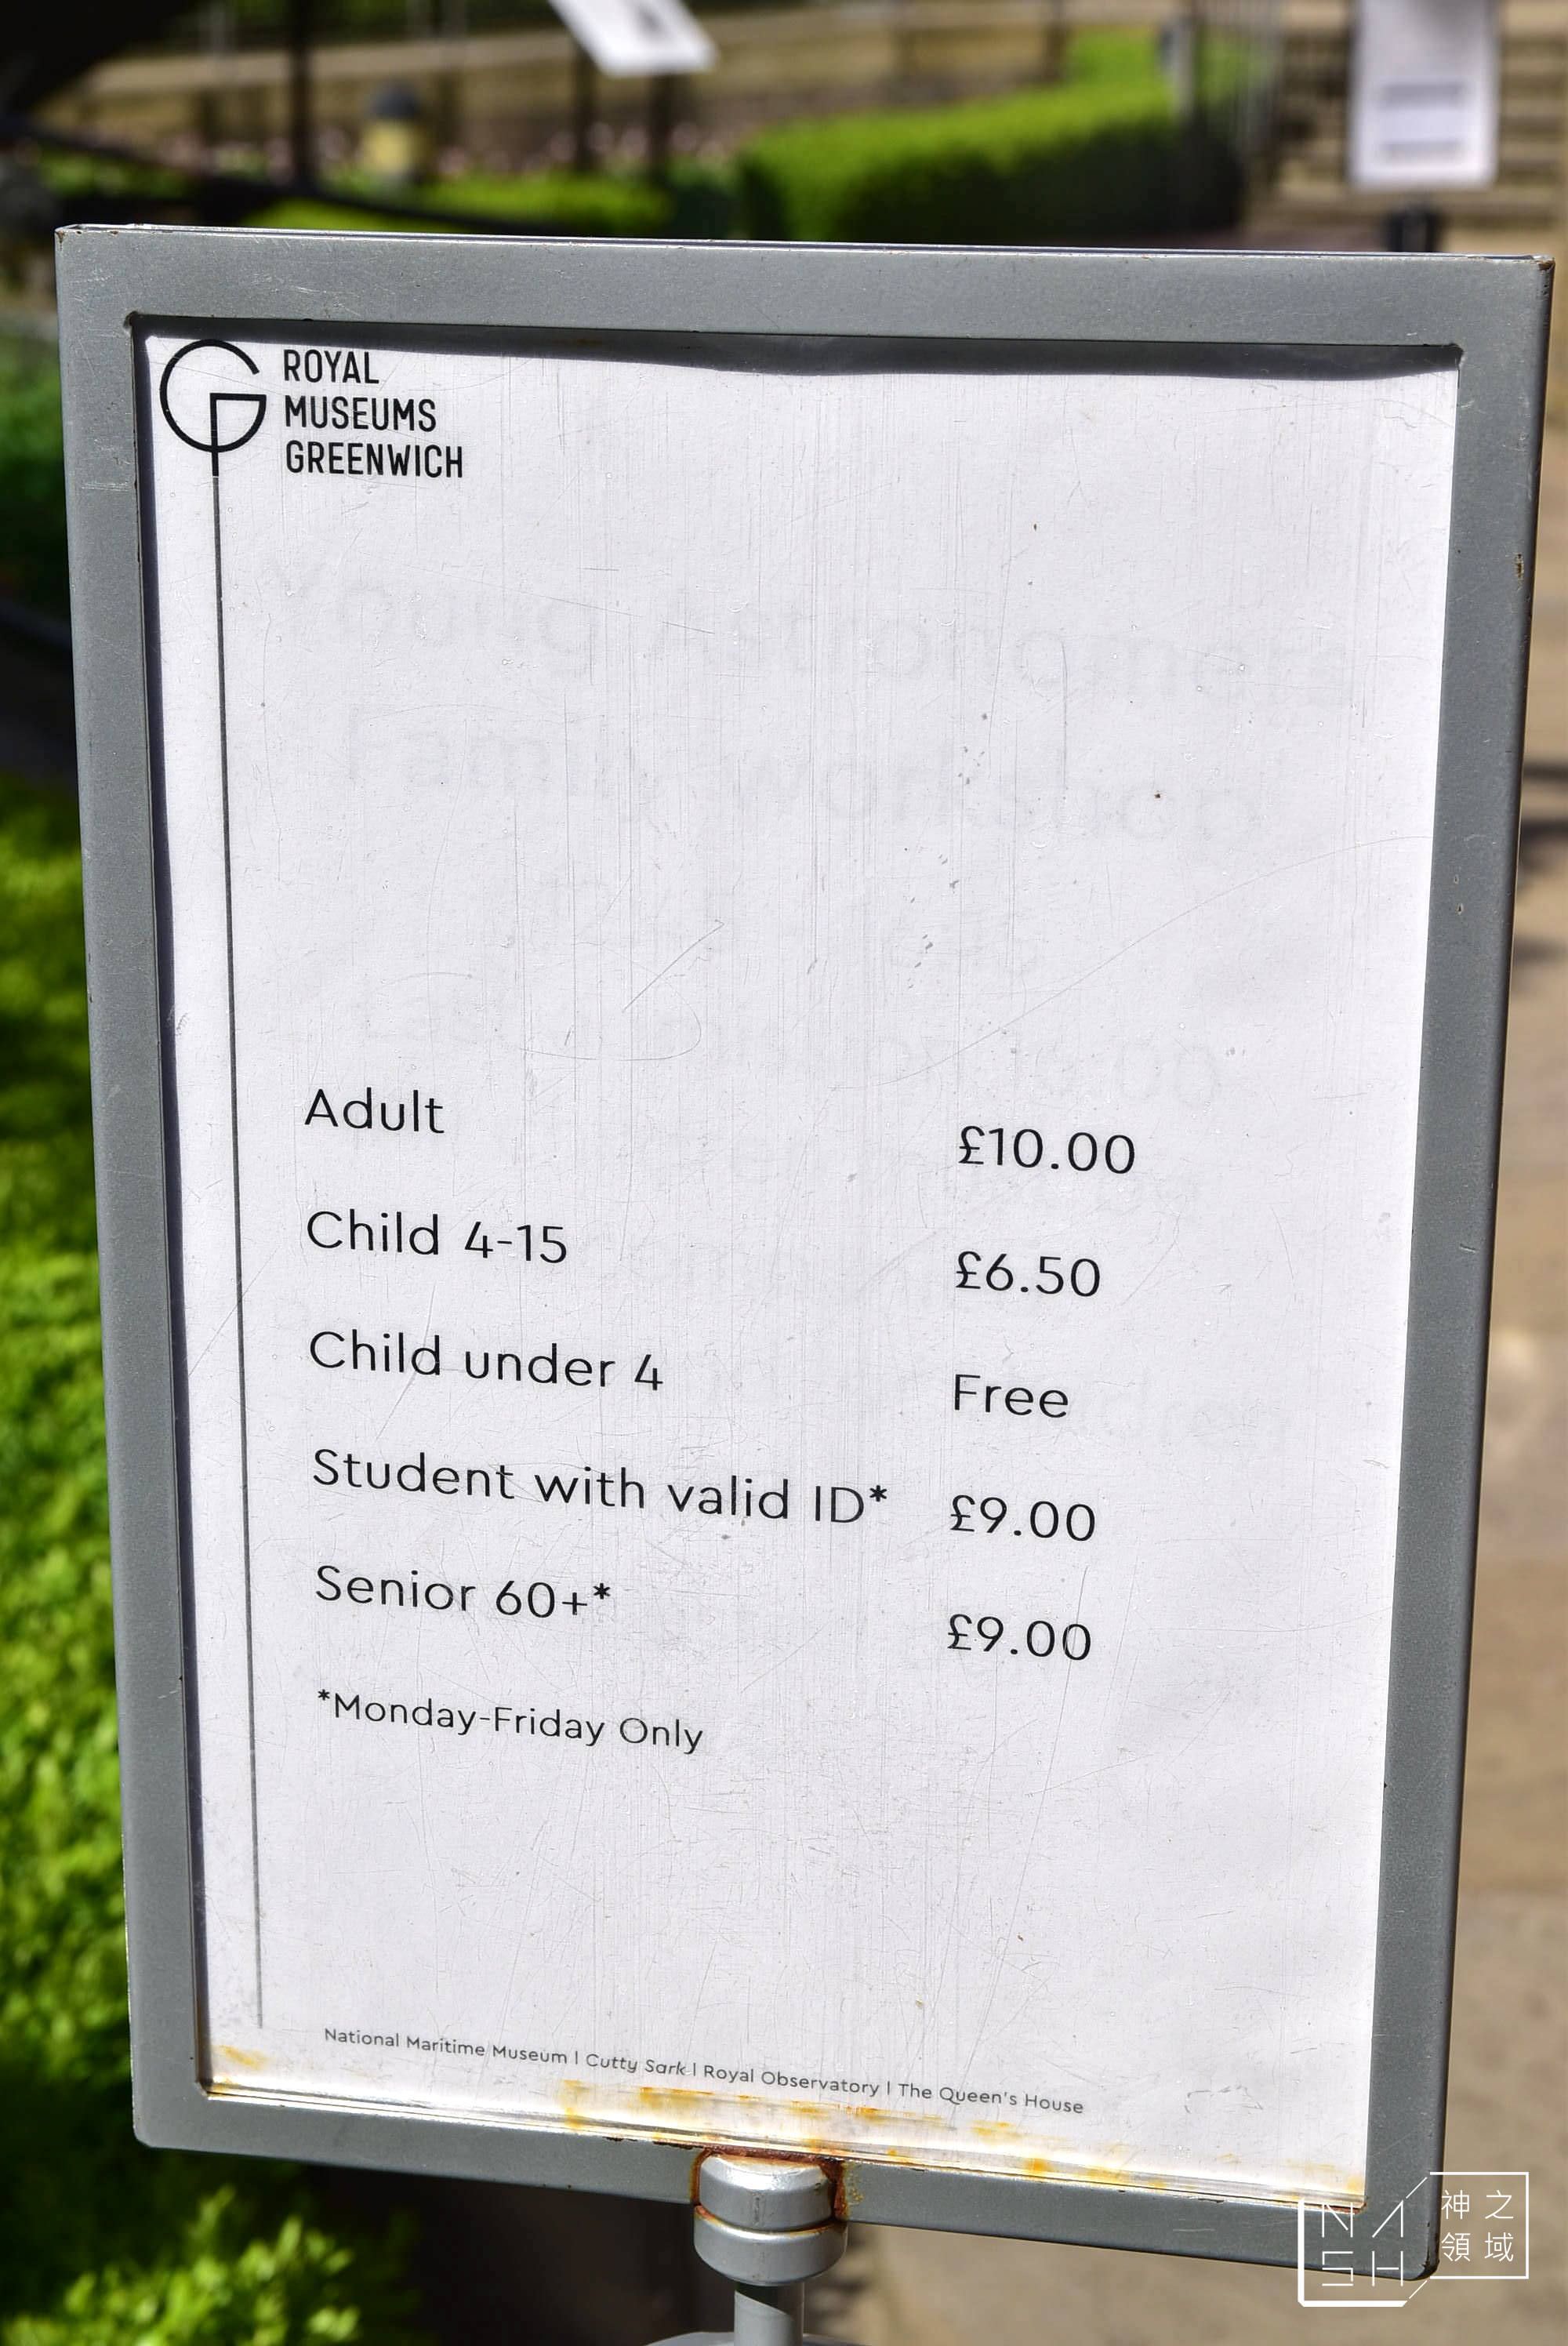 ROYAL
MUSEUMS
GREENWICH
Adult £10.00
Child 4-15 £6.50
Child under 4 Free
Student with valid ID* £9.00
Senior 60+* £9.00
*Monday-Friday Only
National Maritime Museum | Cutty Sark | Royal Observatory | The Queen's House
NASH
神之
領域